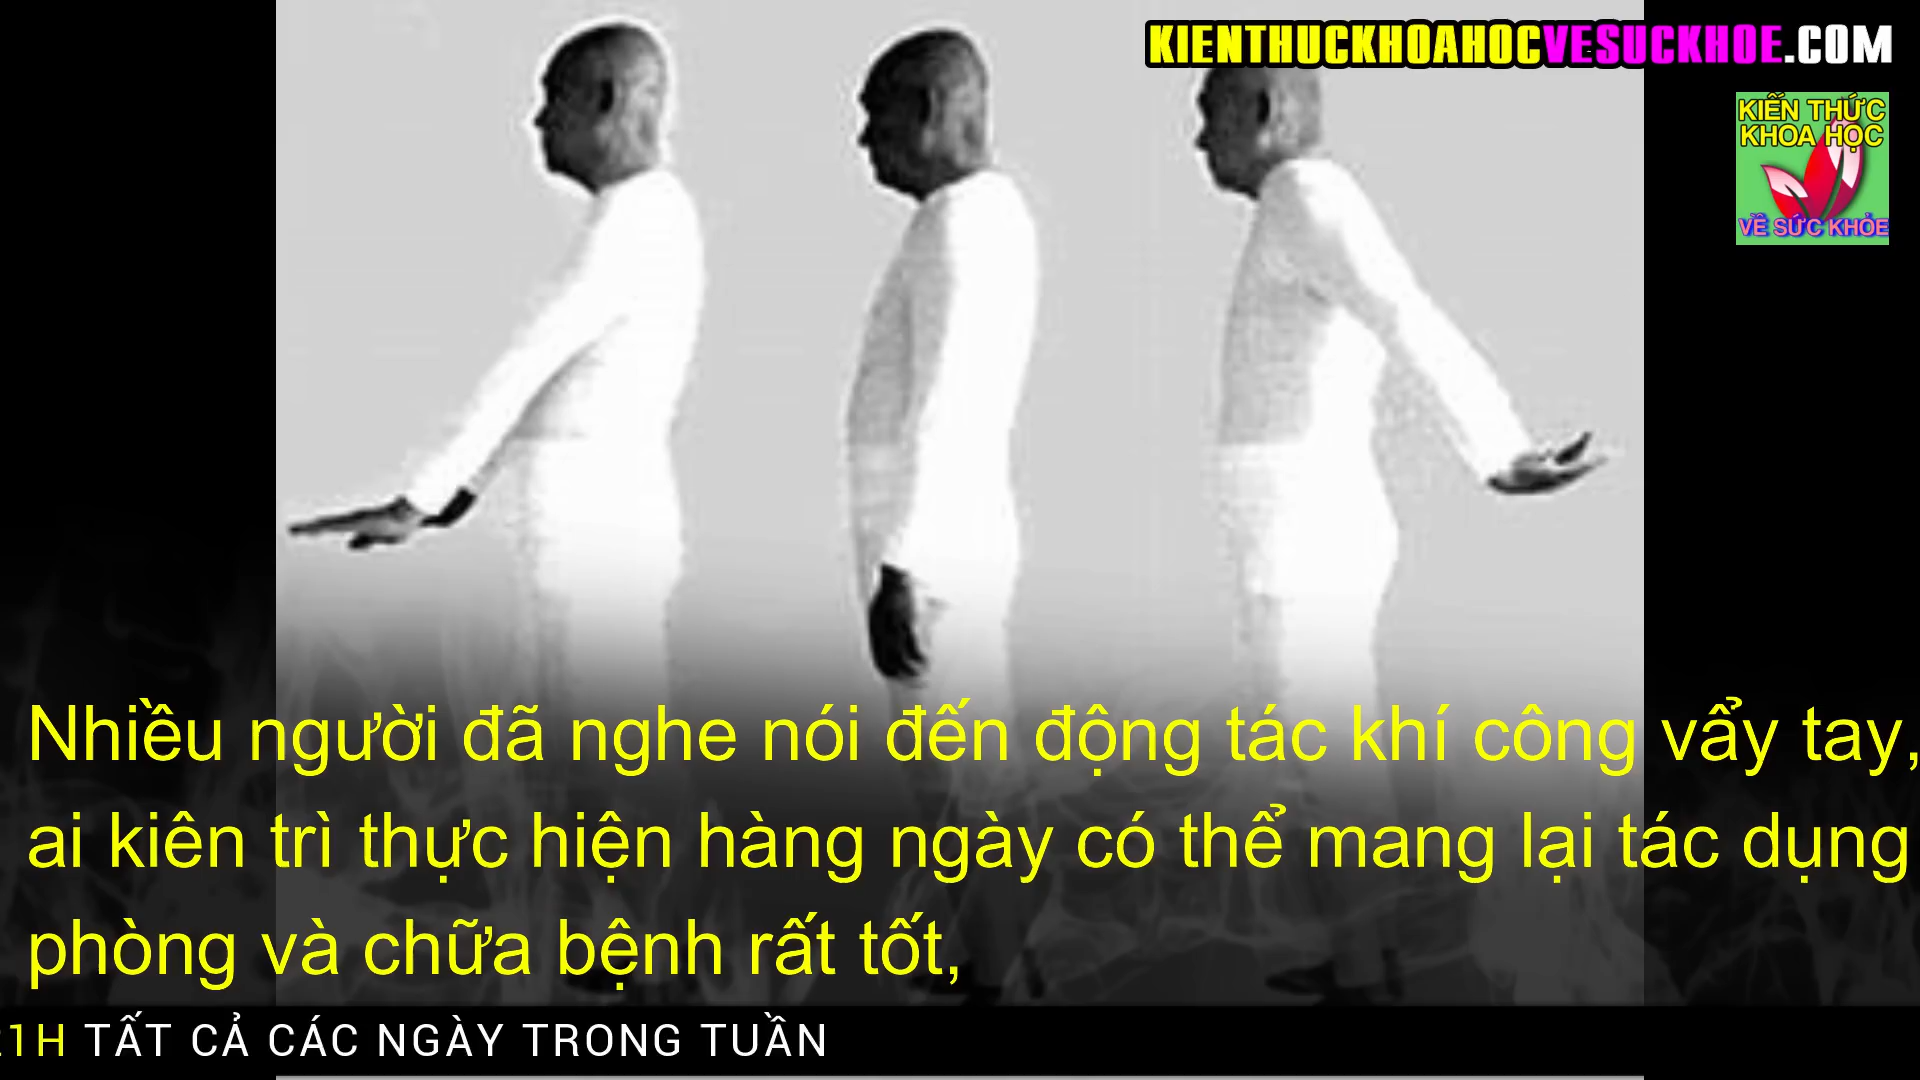 KIENTHUCKHOAHOCVESUCKHOE.COM
KIẾN THỨC
KHOA HỌC
VỀ SỨC KHỎE
Nhiều người đã nghe nói đến động tác khí công vẩy tay,
ai kiên trì thực hiện hàng ngày có thể mang lại tác dụng
phòng và chữa bệnh rất tốt,
1H TẤT CẢ CÁC NGÀY TRONG TUẦN